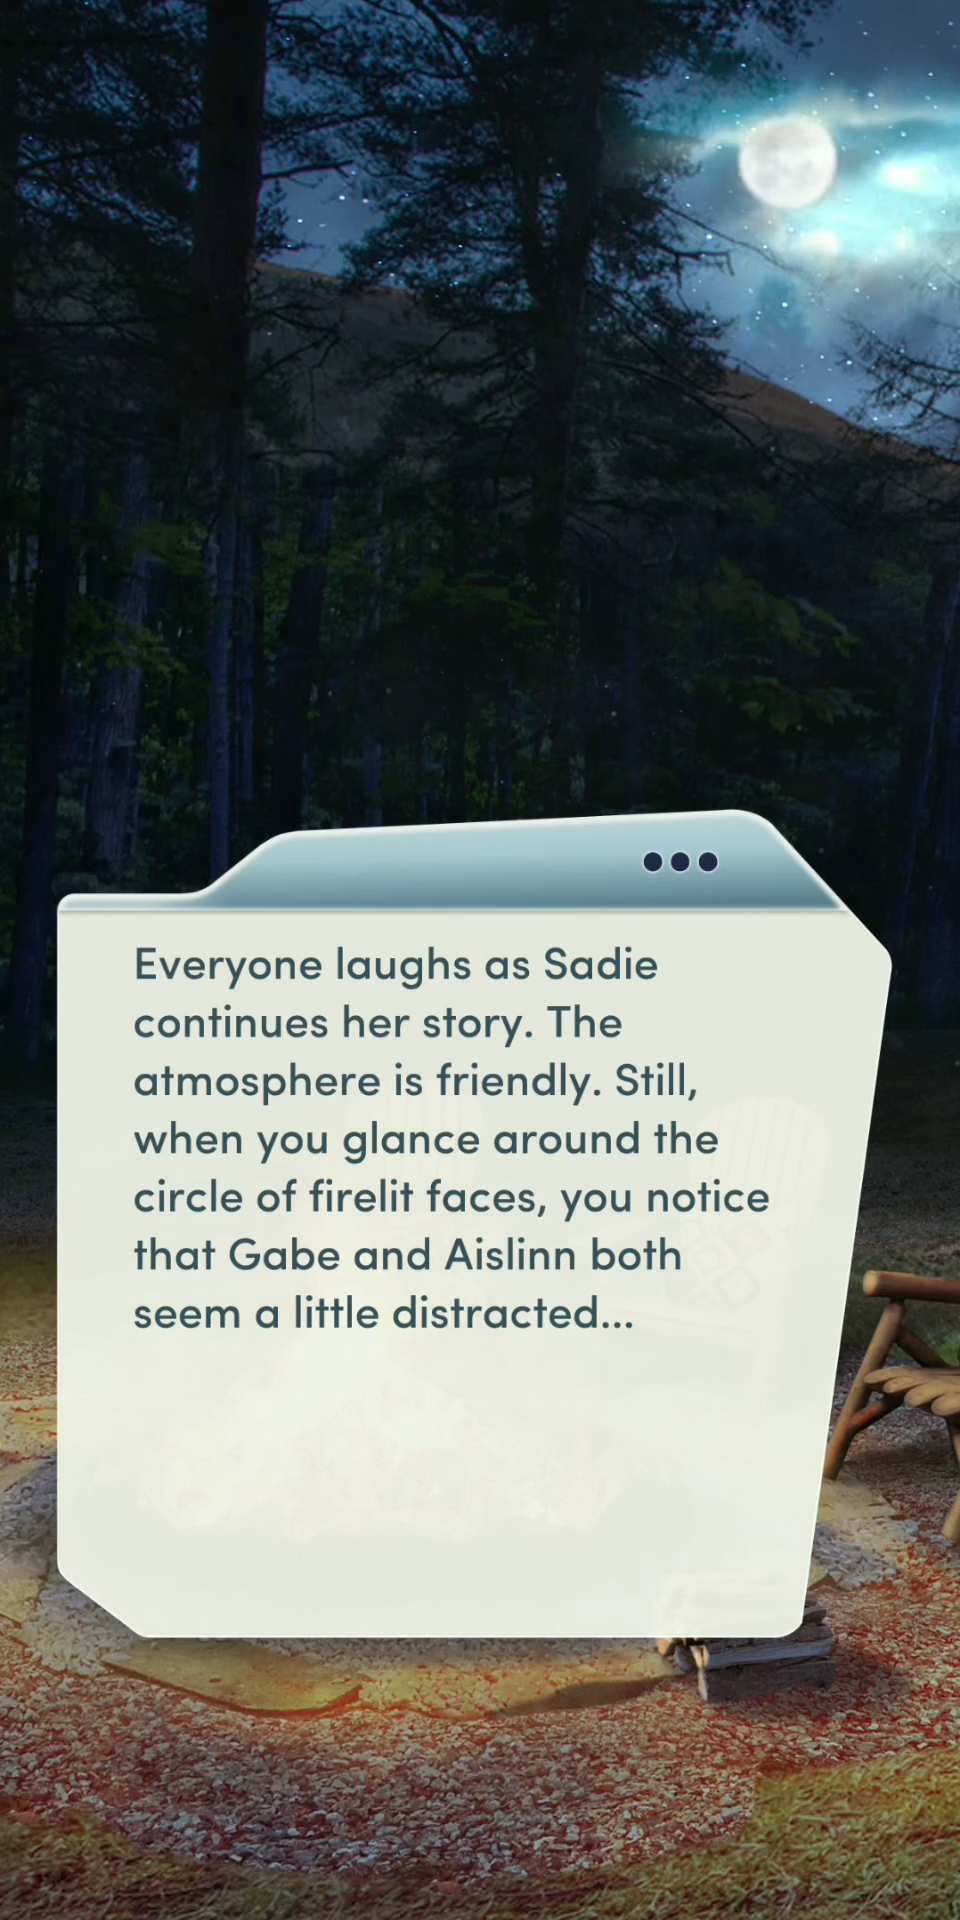 Everyone laughs as Sadie
continues her story. The
atmosphere is friendly. Still,
when you glance around the
circle of firelit faces, you notice
that Gabe and Aislinn both
seem a little distracted...